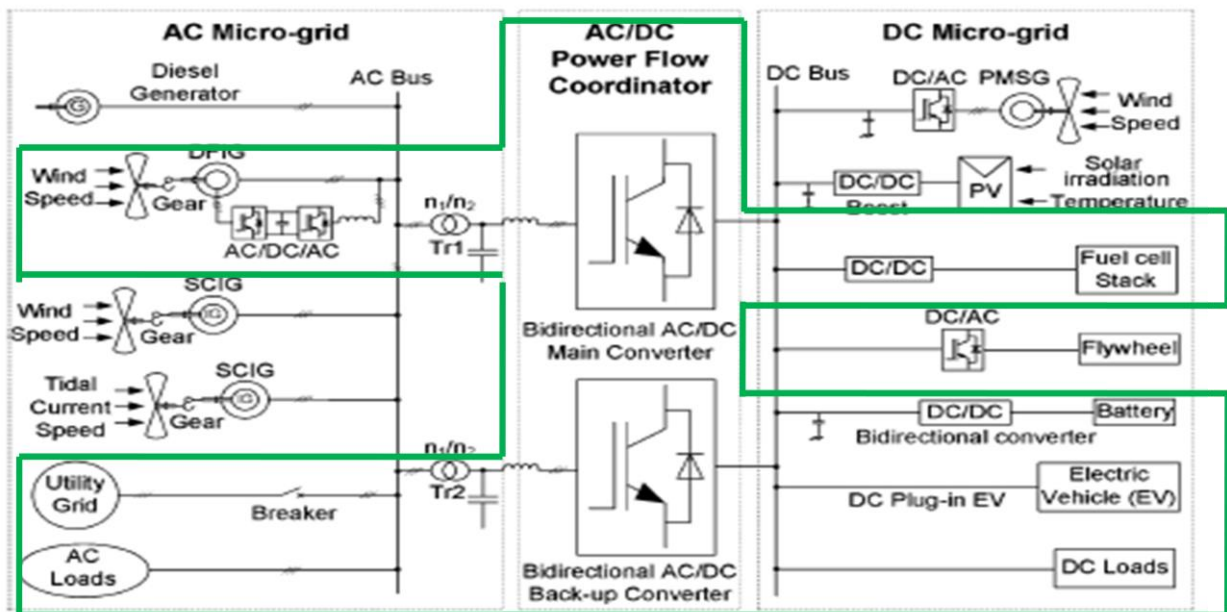 AC Micro-grid
Diesel
Generator
AC Bus
G
DFIG
Wind
Speed
Gear
AC/DC/AC
n1/n2
Tr1
SCIG
Wind
Speed
Gear
IG
SCIG
Tidal
Current
Speed
Gear
IG
n1/n2
Tr2
Utility
Grid
Breaker
AC
Loads
AC/DC
Power Flow
Coordinator
Bidirectional AC/DC
Main Converter
Bidirectional AC/DC
Back-up Converter
DC Micro-grid
DC Bus
DC/AC
PMSG
Wind
Speed
DC/DC
Boost
PV
Solar
irradiation
Temperature
DC/DC
Fuel cell
Stack
DC/AC
Flywheel
DC/DC
Battery
Bidirectional converter
DC Plug-in EV
Electric
Vehicle (EV)
DC Loads